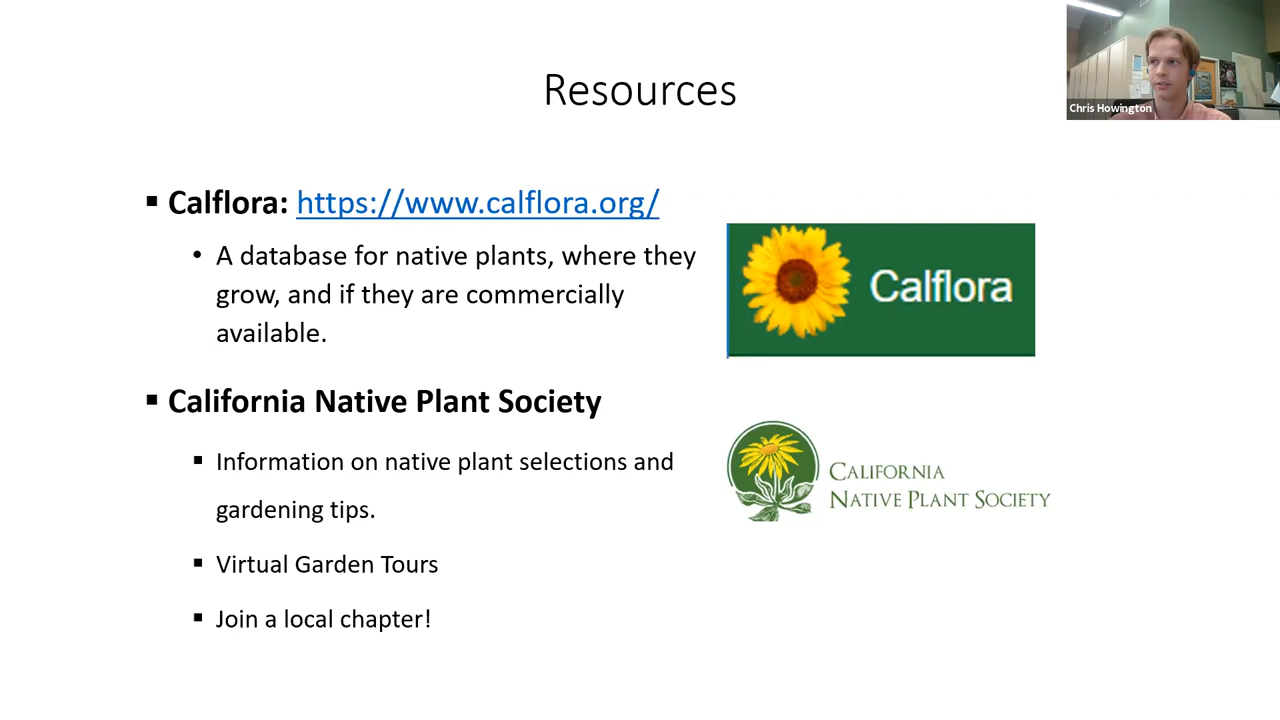 Resources
Chris Howington
▪ Calflora: https://www.calflora.org/
• A database for native plants, where they
grow, and if they are commercially
available.
Calflora
▪ California Native Plant Society
▪ Information on native plant selections and
gardening tips.
▪ Virtual Garden Tours
▪ Join a local chapter!
CALIFORNIA
NATIVE PLANT SOCIETY